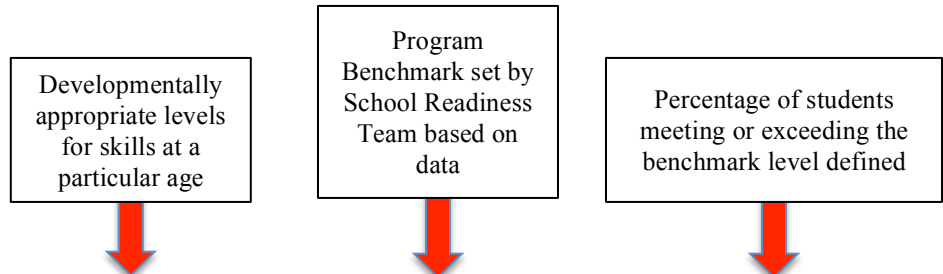 Developmentally
appropriate levels
for skills at a
particular age
Program
Benchmark set by
School Readiness
Team based on
data
Percentage of students
meeting or exceeding the
benchmark level defined